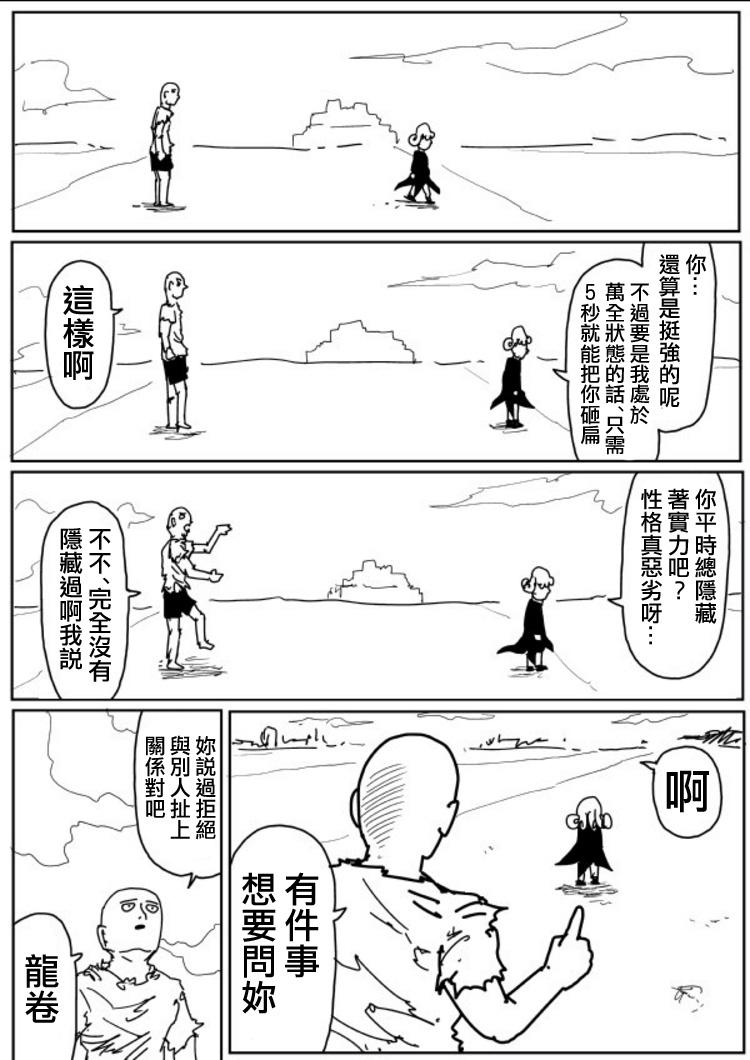 你⋯
還算是挺強的呢
不過要是我處於
萬全狀態的話、只需
5秒就能把你砸扁
這樣啊
你平時總隱藏
著實力吧？
性格真惡劣呀⋯
不不、完全沒有
隱藏過啊我説
啊
有件事
想要問妳
妳説過拒絕
與別人扯上
關係對吧
龍卷